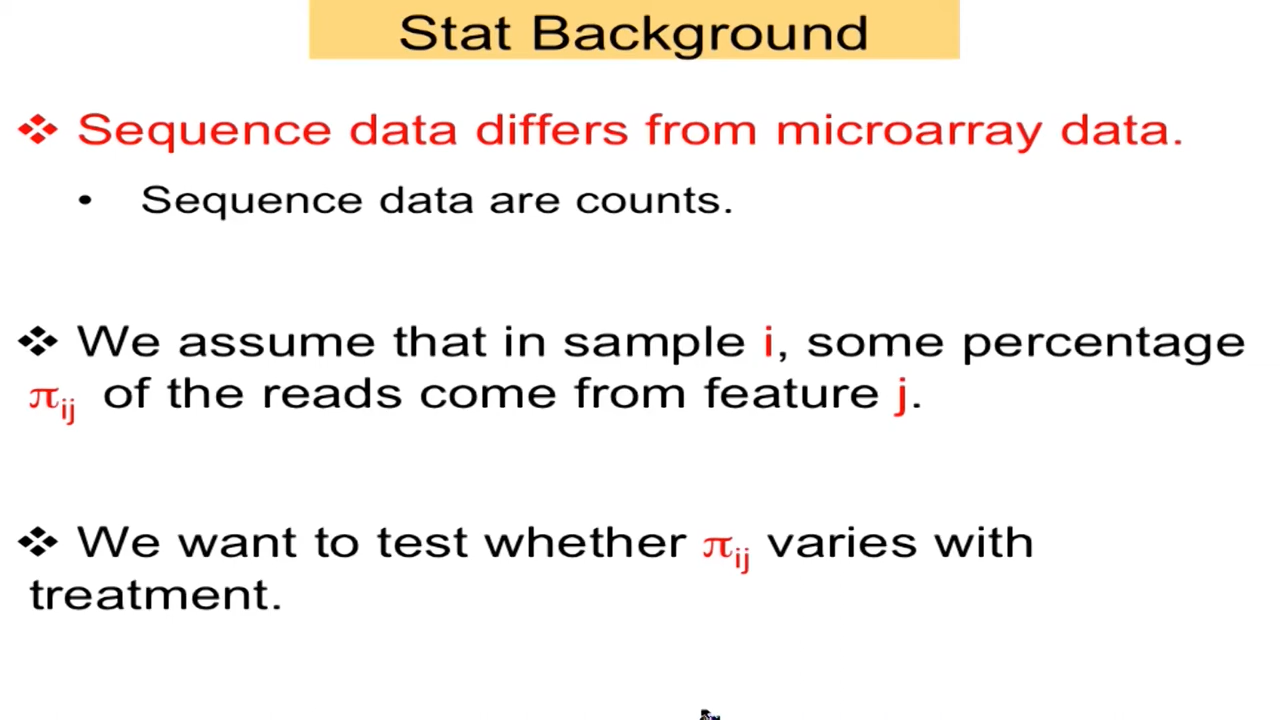 Stat Background
❖ Sequence data differs from microarray data.
• Sequence data are counts.
❖ We assume that in sample i, some percentage
πij of the reads come from feature j.
❖ We want to test whether πij varies with
treatment.